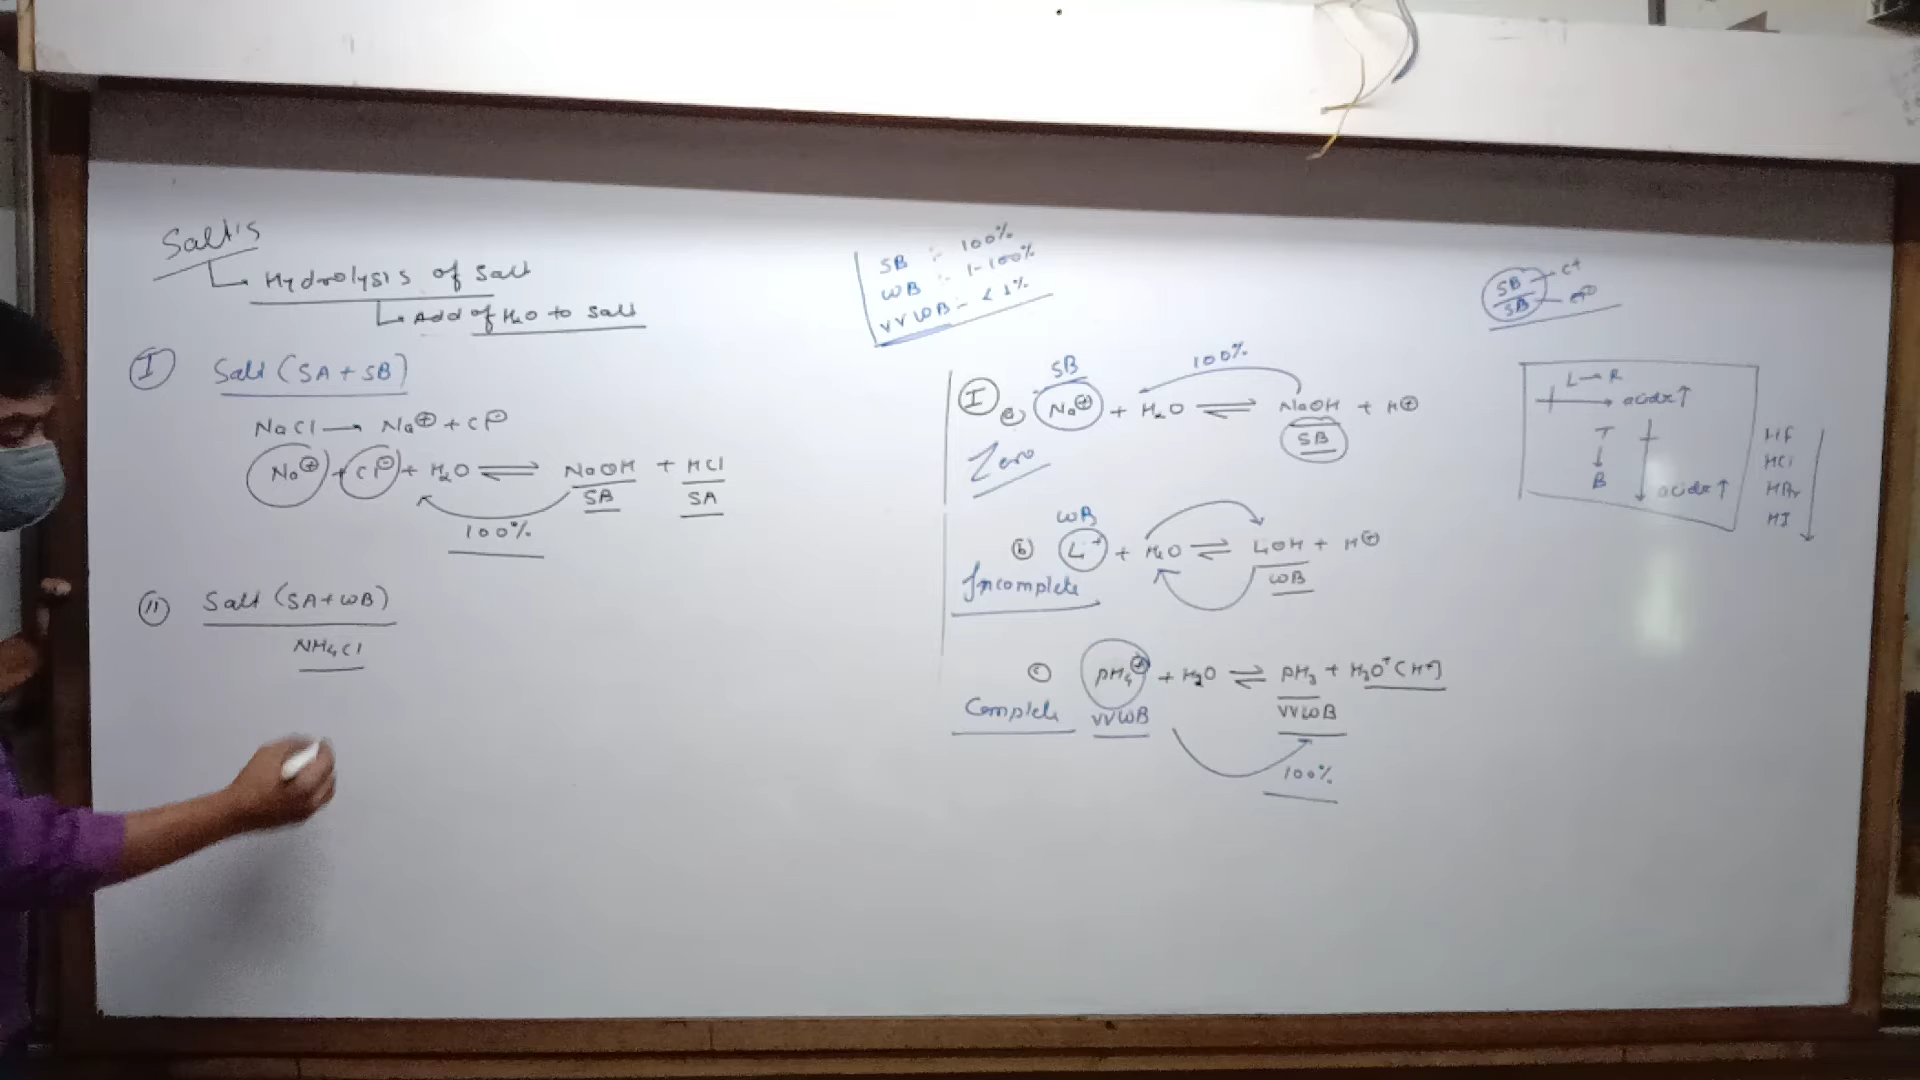 Salt's
Hydrolysis of Salt
Add of H2O to Salt
I Salt (SA + SB)
NaCl → Na⊕ + Cl⊖
Na⊕ + Cl⊖ + H2O ⇌ NaOH + HCl
SB SA
100%
II Salt (SA + WB)
NH4Cl
SB :- 100%
WB :- 1-100%
VVWB :- < 1%
I a) Na⊕ + H2O ⇌ NaOH + H⊕
SB
100%
SB
Zero
WB
b) Li+ + H2O ⇌ LiOH + H⊕
WB
Incomplete
c) PH4⊕ + H2O ⇌ PH3 + H3O+ (H+)
Complete VVWB VVWB
100%
SB C+
SB
L → R
acidic ↑
T
↓
B
acidic ↑
HF
HCl
HBr
HI